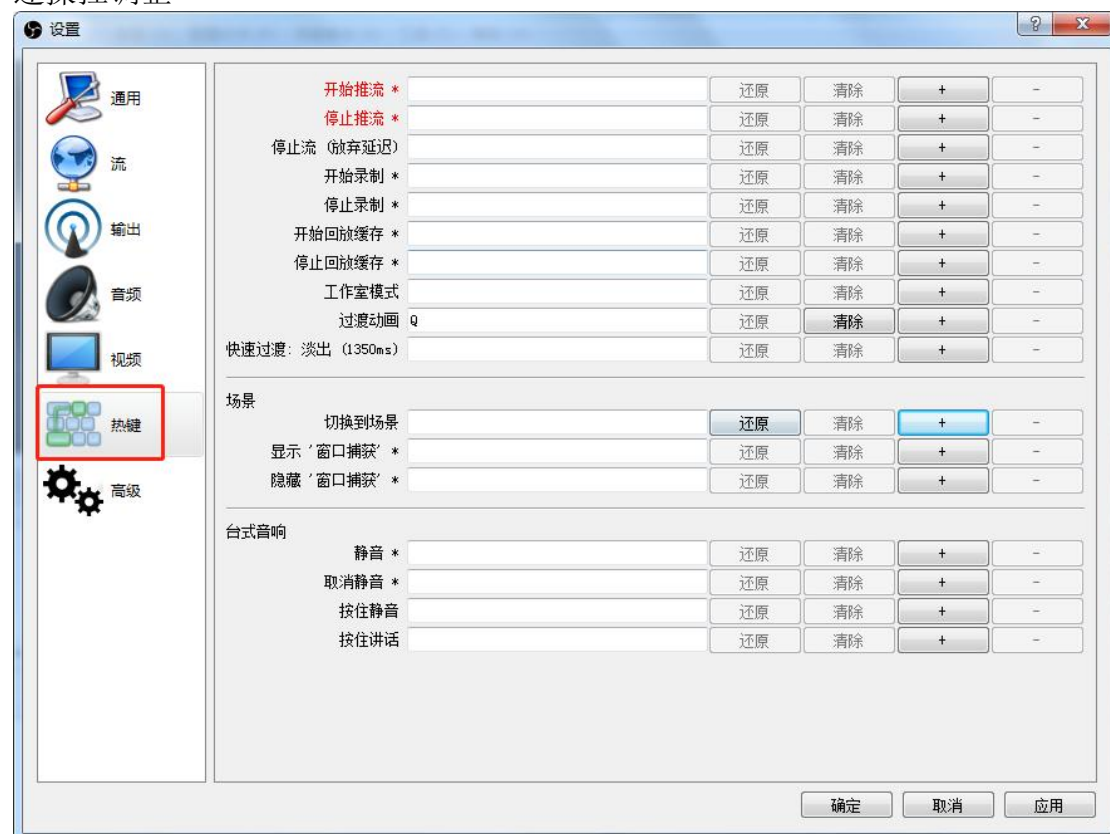 设置
通用
流
输出
音频
视频
热键
高级
开始推流 * 还原 清除 + -
停止推流 * 还原 清除 + -
停止流 (放弃延迟) 还原 清除 + -
开始录制 * 还原 清除 + -
停止录制 * 还原 清除 + -
开始回放缓存 * 还原 清除 + -
停止回放缓存 * 还原 清除 + -
工作室模式 还原 清除 + -
过渡动画 Q 还原 清除 + -
快速过渡: 淡出 (1350ms) 还原 清除 + -
场景
切换到场景 还原 清除 + -
显示 '窗口捕获' * 还原 清除 + -
隐藏 '窗口捕获' * 还原 清除 + -
台式音响
静音 * 还原 清除 + -
取消静音 * 还原 清除 + -
按住静音 还原 清除 + -
按住讲话 还原 清除 + -
确定 取消 应用